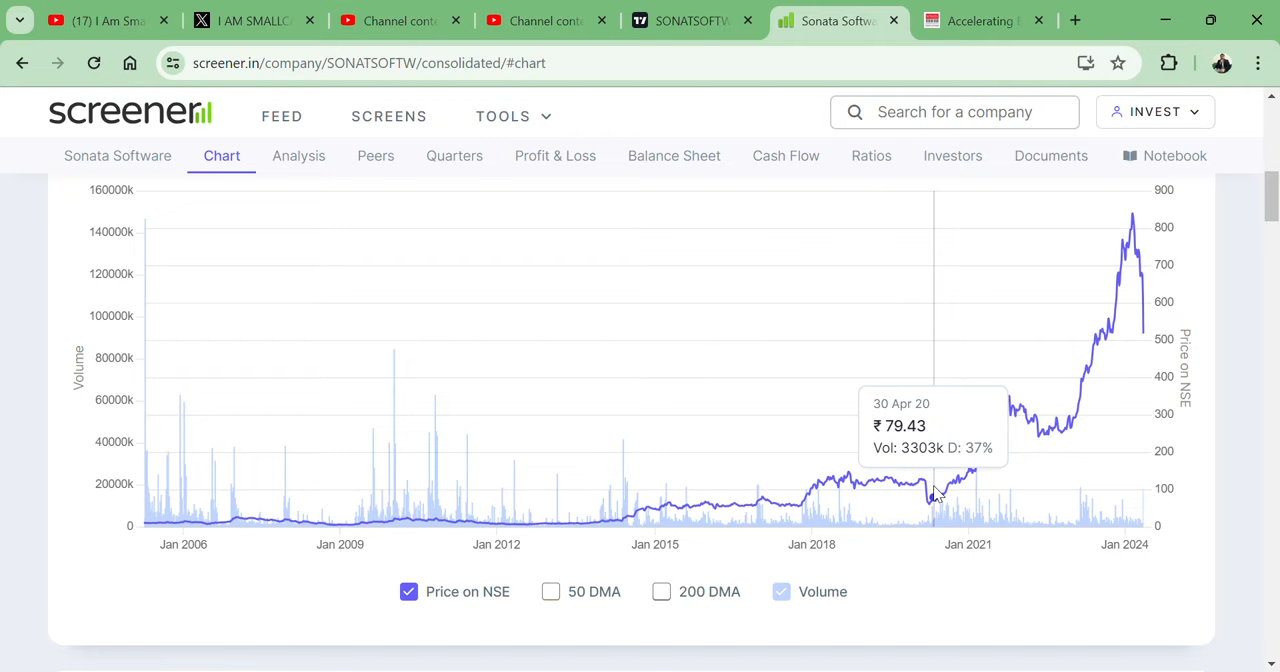 (17) I Am Sma
I AM SMALLC
Channel conte
Channel conte
SONATSOFTW
Sonata Softwa
Accelerating E
screener.in/company/SONATSOFTW/consolidated/#chart
screener
FEED
SCREENS
TOOLS
Search for a company
INVEST
Sonata Software
Chart
Analysis
Peers
Quarters
Profit & Loss
Balance Sheet
Cash Flow
Ratios
Investors
Documents
Notebook
160000k
140000k
120000k
100000k
80000k
60000k
40000k
20000k
0
Volume
900
800
700
600
500
400
300
200
100
0
Price on NSE
30 Apr 20
₹ 79.43
Vol: 3303k D: 37%
Jan 2006
Jan 2009
Jan 2012
Jan 2015
Jan 2018
Jan 2021
Jan 2024
Price on NSE
50 DMA
200 DMA
Volume